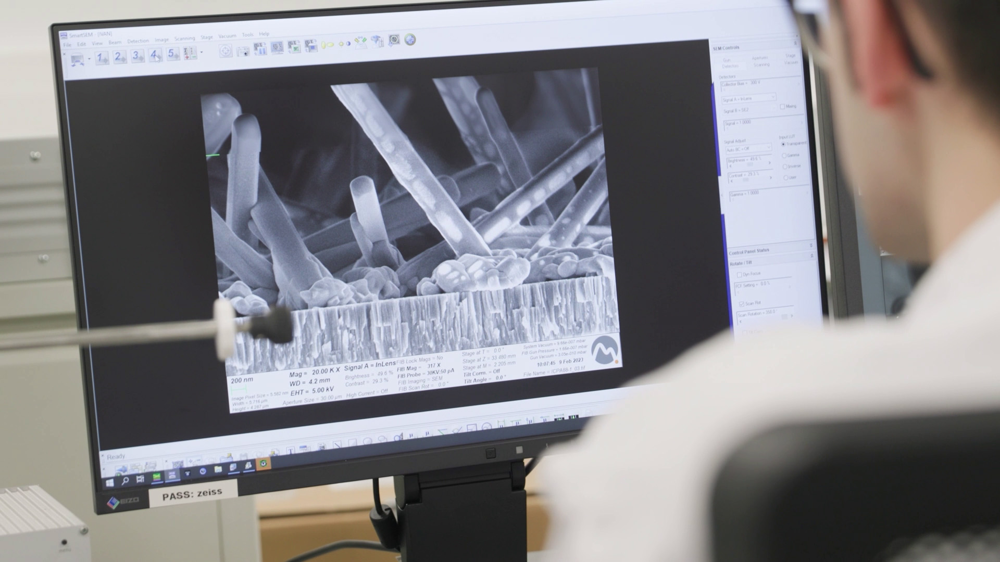 SmartSEM - [IVAN]
File Edit View Beam Detection Image Scanning Stage Vacuum Tools Help
1 2 3 4 5
SEM Controls
Gun Apertures Stage
Detectors Scanning Vacuum
Detectors
Collector Bias = 300 V
Signal A = InLens
Signal B = SE2
Mixing
Signal = 1.0000
Signal Adjust
Input LUT
Auto BC = Off
Transparent
Brightness = 49.6 %
Gamma
Inverse
Contrast = 29.3 %
User
Gamma = 1.0000
Control Panel Status
Rotate / Tilt
Dyn Focus
FCF Setting = 0.0 %
Scan Rot
Scan Rotation = 358.0 °
200 nm
Image Pixel Size = 5.582 nm
Width = 5.716 µm
Height = 4.287 µm
Mag = 20.00 K X
WD = 4.2 mm
EHT = 5.00 kV
Aperture Size = 30.00 µm
Signal A = InLens
Brightness = 49.6 %
Contrast = 29.3 %
High Current = Off
FIB Lock Mags = No
FIB Mag = 317 X
FIB Probe = 30KV:50 pA
FIB Imaging = SEM
FIB Scan Rot = 0.0 °
Stage at T = 0.0 °
Stage at Z = 33.480 mm
Stage at M = 2.205 mm
Tilt Corrn. = Off
Tilt Angle = 0.0 °
System Vacuum = 9.66e-007 mbar
FIB Gun Pressure = 1.66e-007 mbar
Gun Vacuum = 3.05e-010 mbar
10:07:45 9 Feb 2023
File Name = ICPA88-1_03.tif
Ready
EIZO
PASS: zeiss